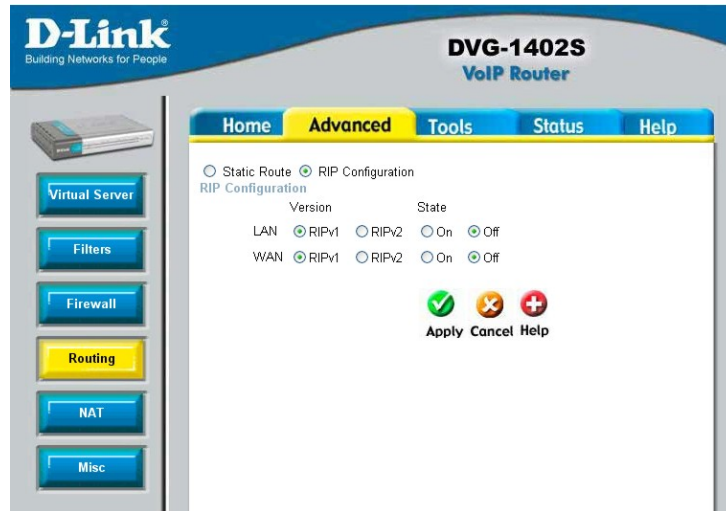 D-Link
Building Networks for People
DVG-1402S
VoIP Router
Home Advanced Tools Status Help
Static Route RIP Configuration
RIP Configuration
Version State
LAN RIPv1 RIPv2 On Off
WAN RIPv1 RIPv2 On Off
Apply Cancel Help
Virtual Server
Filters
Firewall
Routing
NAT
Misc